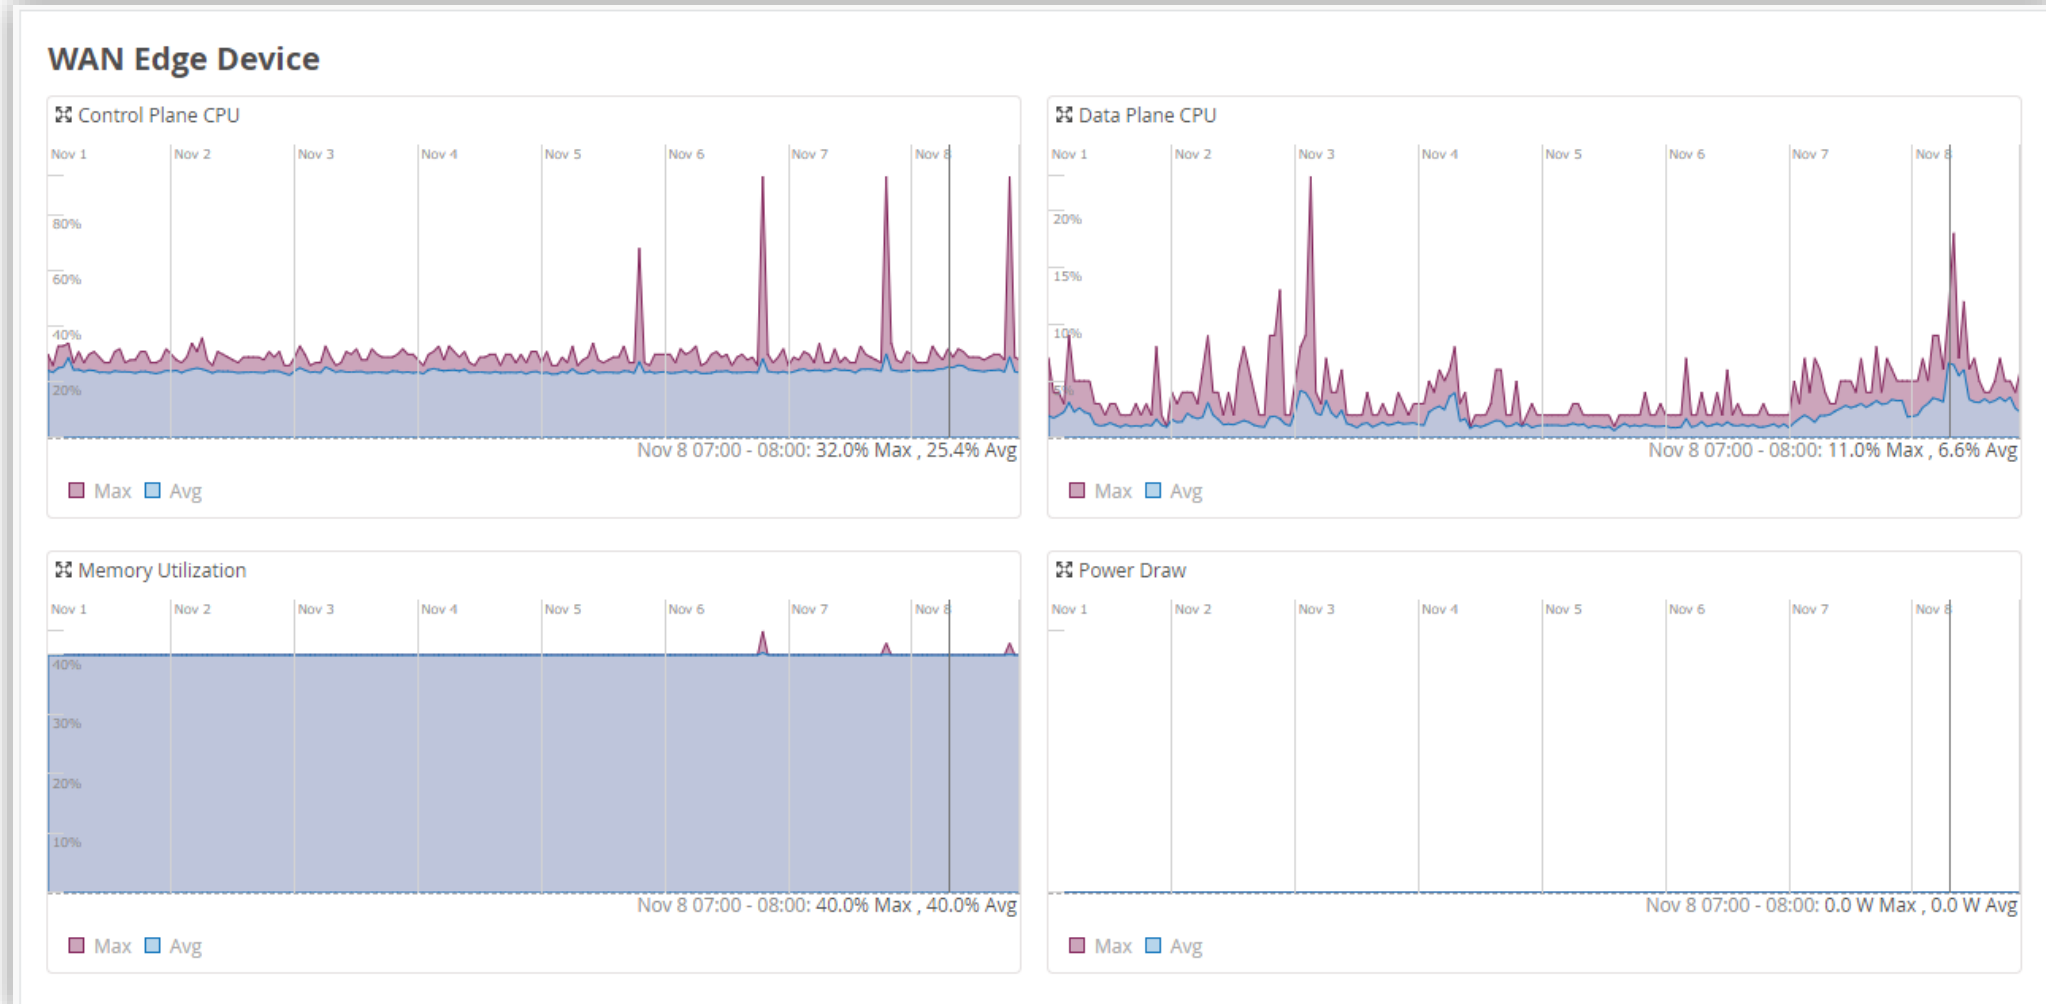 WAN Edge Device
Control Plane CPU
Nov 1 Nov 2 Nov 3 Nov 4 Nov 5 Nov 6 Nov 7 Nov 8
80%
60%
40%
20%
Nov 8 07:00 - 08:00: 32.0% Max , 25.4% Avg
Max Avg
Data Plane CPU
Nov 1 Nov 2 Nov 3 Nov 4 Nov 5 Nov 6 Nov 7 Nov 8
20%
15%
10%
5%
Nov 8 07:00 - 08:00: 11.0% Max , 6.6% Avg
Max Avg
Memory Utilization
Nov 1 Nov 2 Nov 3 Nov 4 Nov 5 Nov 6 Nov 7 Nov 8
40%
30%
20%
10%
Nov 8 07:00 - 08:00: 40.0% Max , 40.0% Avg
Max Avg
Power Draw
Nov 1 Nov 2 Nov 3 Nov 4 Nov 5 Nov 6 Nov 7 Nov 8
Nov 8 07:00 - 08:00: 0.0 W Max , 0.0 W Avg
Max Avg